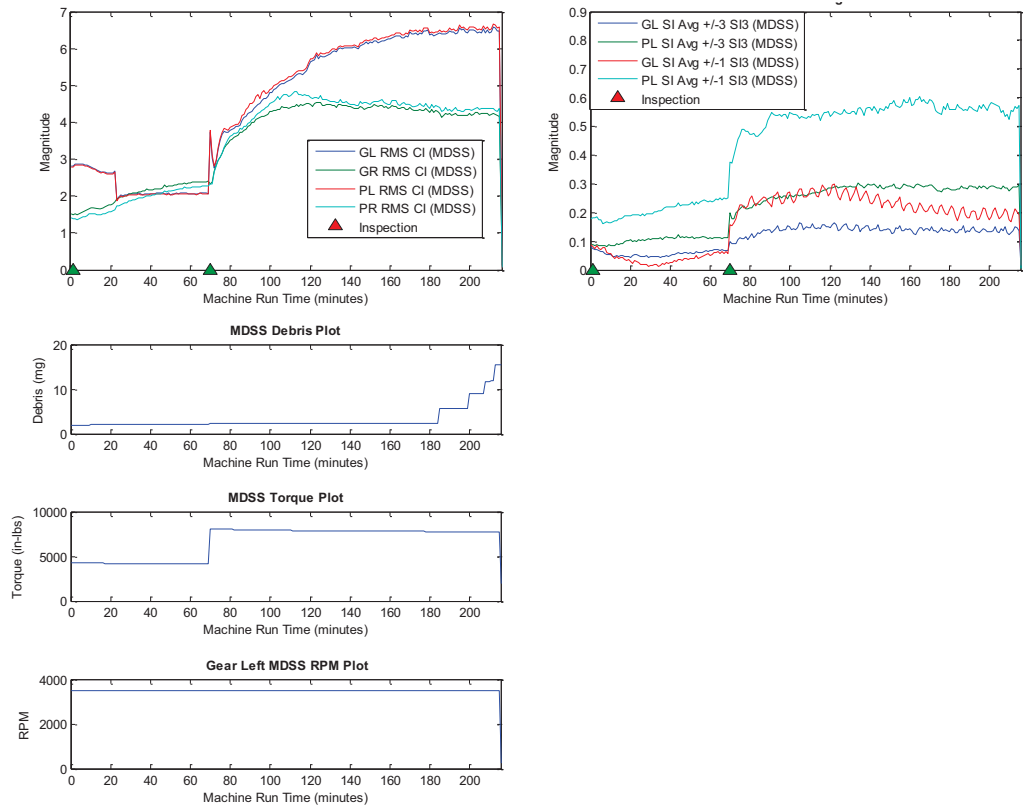 7
6
5
4
3
2
1
0
Magnitude
GL RMS CI (MDSS)
GR RMS CI (MDSS)
PL RMS CI (MDSS)
PR RMS CI (MDSS)
Inspection
0 20 40 60 80 100 120 140 160 180 200
Machine Run Time (minutes)
0.9
0.8
0.7
0.6
0.5
0.4
0.3
0.2
0.1
0
Magnitude
GL SI Avg +/-3 SI3 (MDSS)
PL SI Avg +/-3 SI3 (MDSS)
GL SI Avg +/-1 SI3 (MDSS)
PL SI Avg +/-1 SI3 (MDSS)
Inspection
0 20 40 60 80 100 120 140 160 180 200
Machine Run Time (minutes)
MDSS Debris Plot
20
10
0
Debris (mg)
0 20 40 60 80 100 120 140 160 180 200
Machine Run Time (minutes)
MDSS Torque Plot
10000
5000
0
Torque (in-lbs)
0 20 40 60 80 100 120 140 160 180 200
Machine Run Time (minutes)
Gear Left MDSS RPM Plot
4000
2000
0
RPM
0 20 40 60 80 100 120 140 160 180 200
Machine Run Time (minutes)